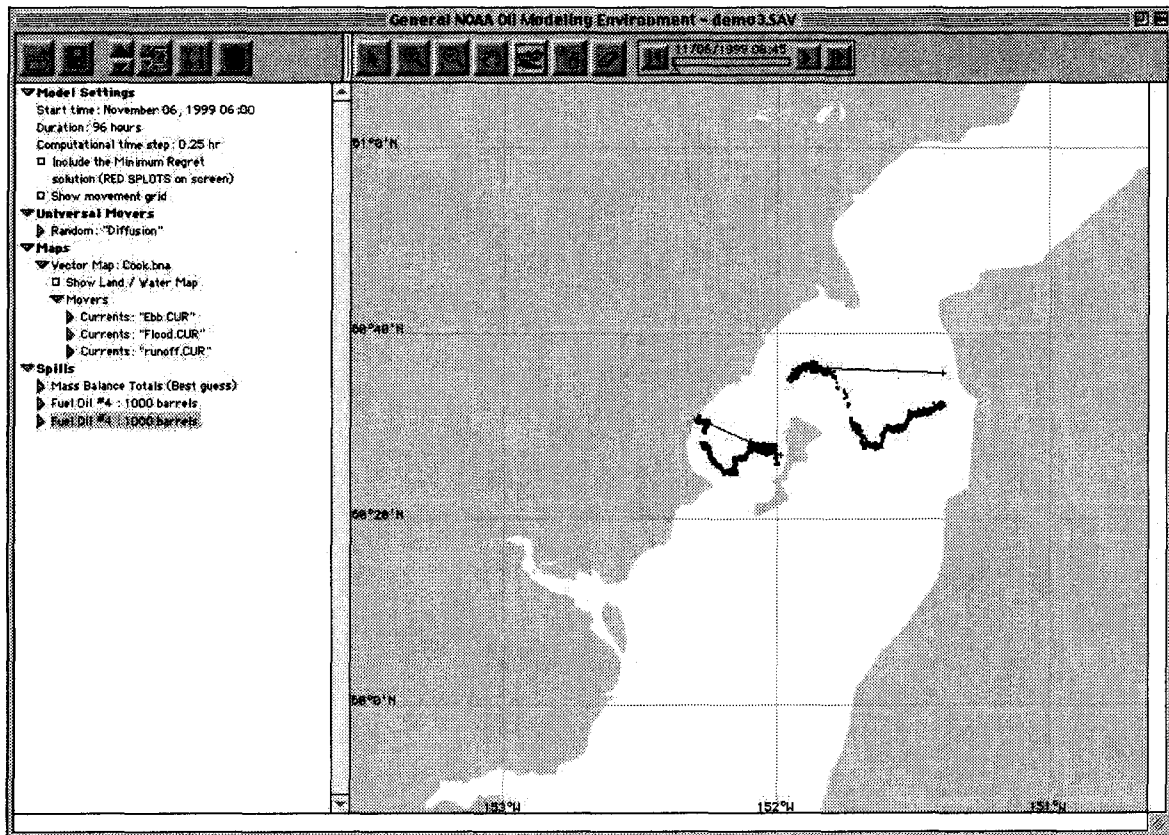 General NOAA Oil Modeling Environment - demo3.SAV
11/06/1999 08:45
Model Settings
Start time: November 06, 1999 06:00
Duration: 96 hours
Computational time step: 0.25 hr
Include the Minimum Regret
solution (RED SPLOTS on screen)
Show movement grid
Universal Movers
Random: "Diffusion"
Maps
Vector Map: Cook.bna
Show Land / Water Map
Movers
Currents: "Ebb.CUR"
Currents: "Flood.CUR"
Currents: "runoff.CUR"
Spills
Mass Balance Totals (Best guess)
Fuel Oil #4 : 1000 barrels
Fuel Oil #4 : 1000 barrels
61°0'N
60°40'N
60°20'N
60°0'N
153°W
152°W
151°W